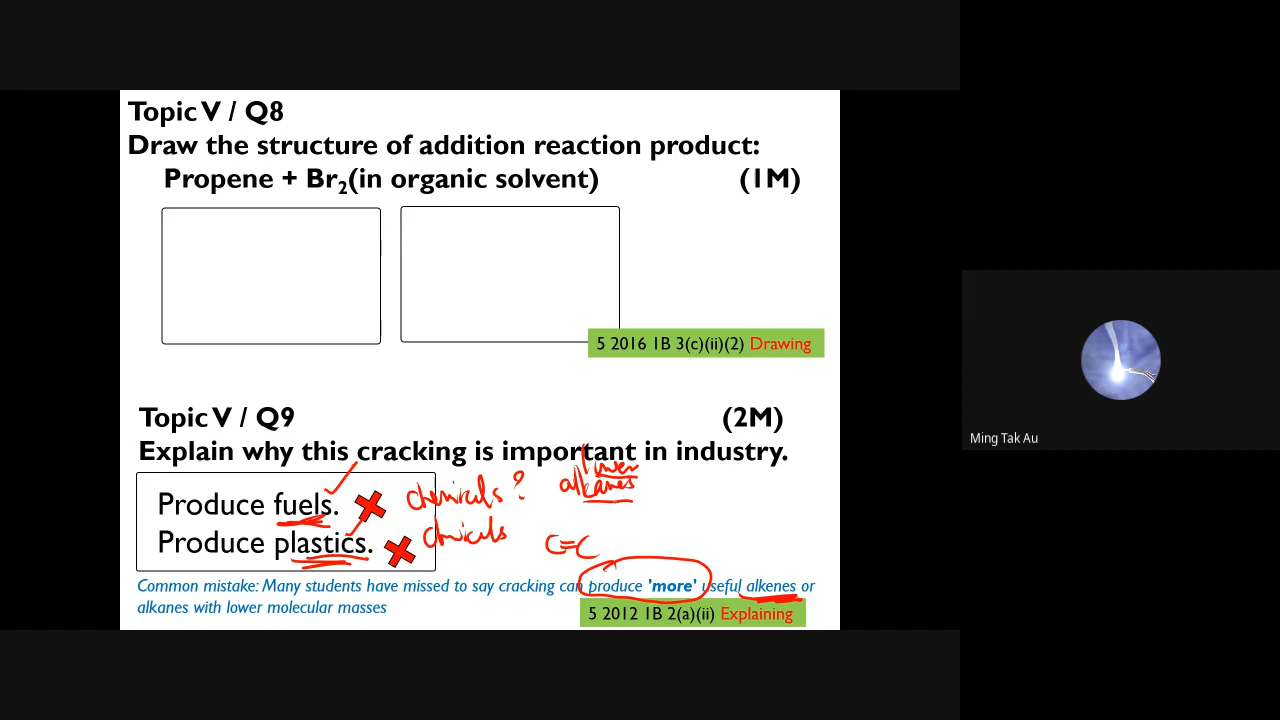 Topic V / Q8
Draw the structure of addition reaction product:
Propene + Br2(in organic solvent) (1M)
5 2016 1B 3(c)(ii)(2) Drawing
Topic V / Q9 (2M)
Explain why this cracking is important in industry.
lower
alkanes
Produce fuels. chemicals?
Produce plastics. chemicals
C=C
Common mistake: Many students have missed to say cracking can produce 'more' useful alkenes or
alkanes with lower molecular masses
5 2012 1B 2(a)(ii) Explaining
Ming Tak Au